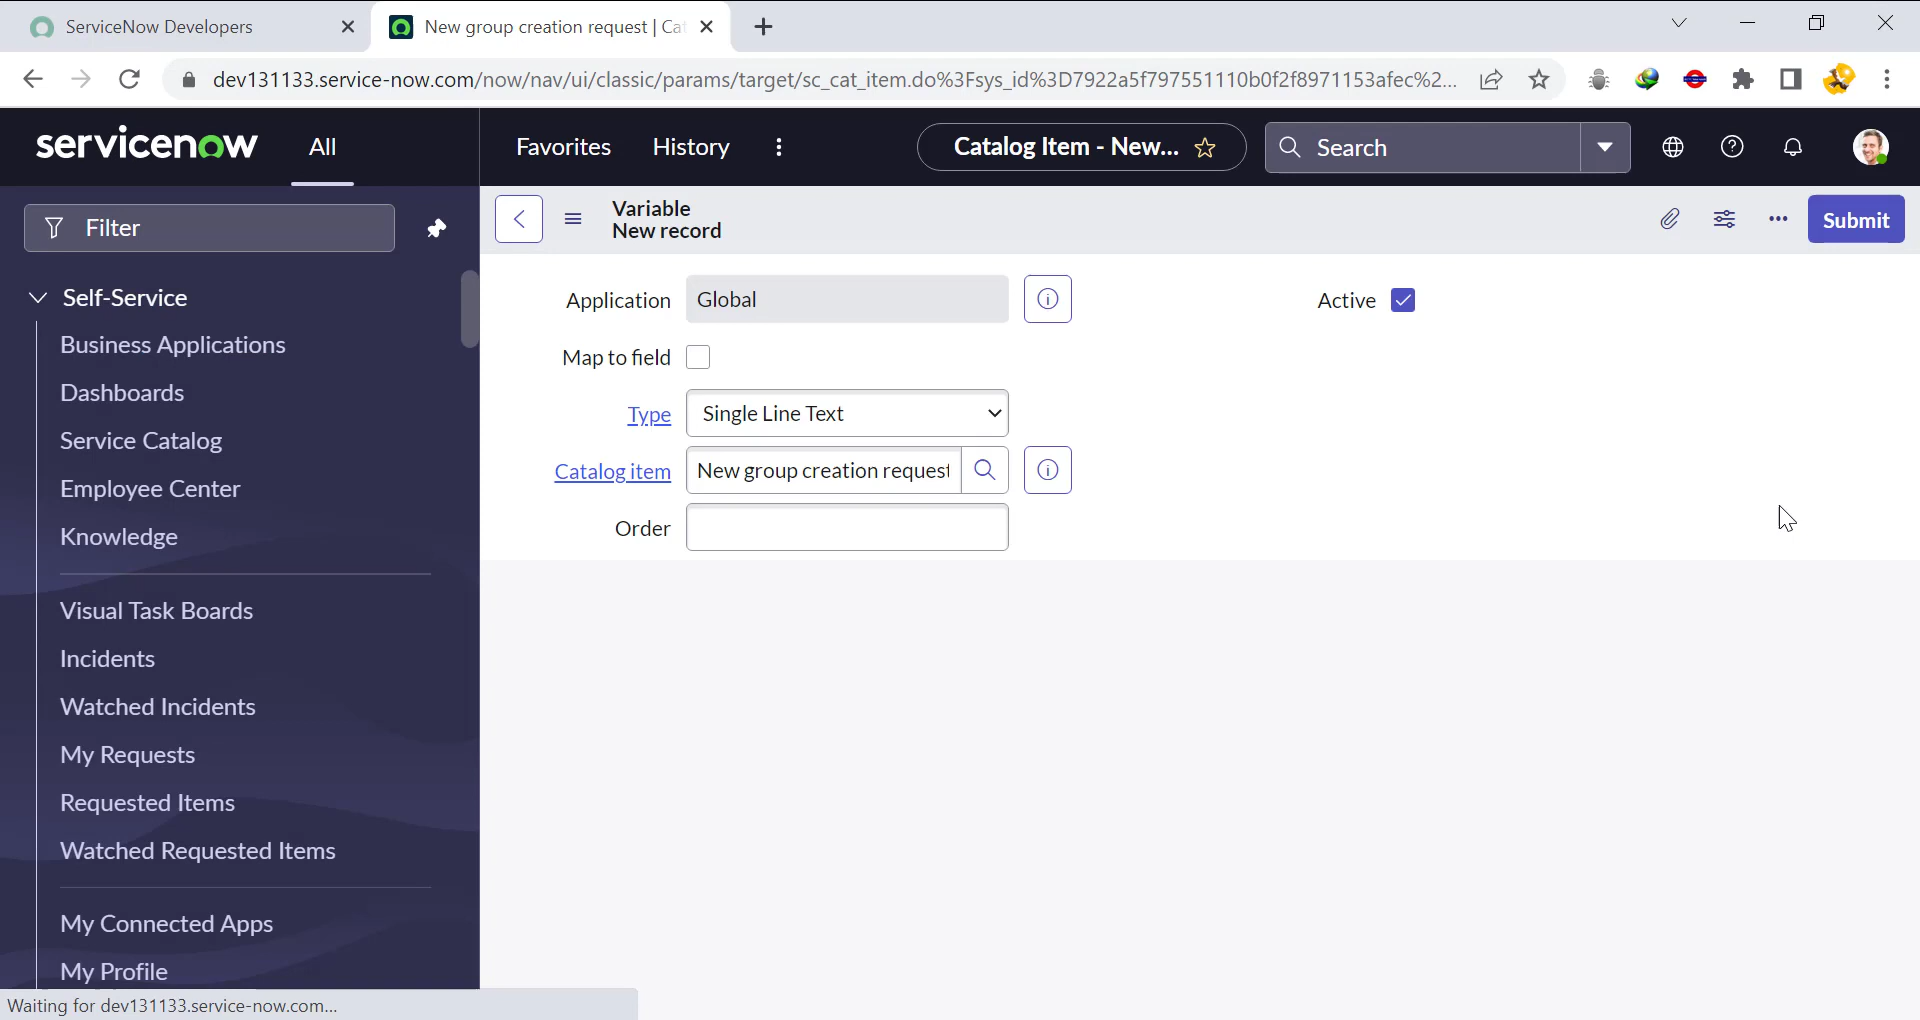 ServiceNow Developers
New group creation request | Cat
dev131133.service-now.com/now/nav/ui/classic/params/target/sc_cat_item.do%3Fsys_id%3D7922a5f797551110b0f2f8971153afec%2...
servicenow
All
Favorites
History
Catalog Item - New...
Search
Filter
Variable
New record
Submit
Self-Service
Business Applications
Dashboards
Service Catalog
Employee Center
Knowledge
Visual Task Boards
Incidents
Watched Incidents
My Requests
Requested Items
Watched Requested Items
My Connected Apps
My Profile
Application
Global
Active
Map to field
Type
Single Line Text
Catalog item
New group creation request
Order
Waiting for dev131133.service-now.com...